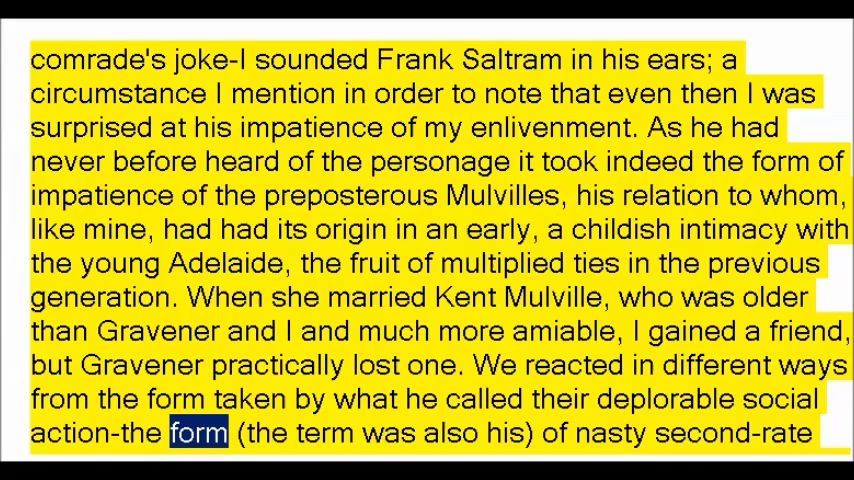 comrade's joke-I sounded Frank Saltram in his ears; a
circumstance I mention in order to note that even then I was
surprised at his impatience of my enlivenment. As he had
never before heard of the personage it took indeed the form of
impatience of the preposterous Mulvilles, his relation to whom,
like mine, had had its origin in an early, a childish intimacy with
the young Adelaide, the fruit of multiplied ties in the previous
generation. When she married Kent Mulville, who was older
than Gravener and I and much more amiable, I gained a friend,
but Gravener practically lost one. We reacted in different ways
from the form taken by what he called their deplorable social
action-the form (the term was also his) of nasty second-rate